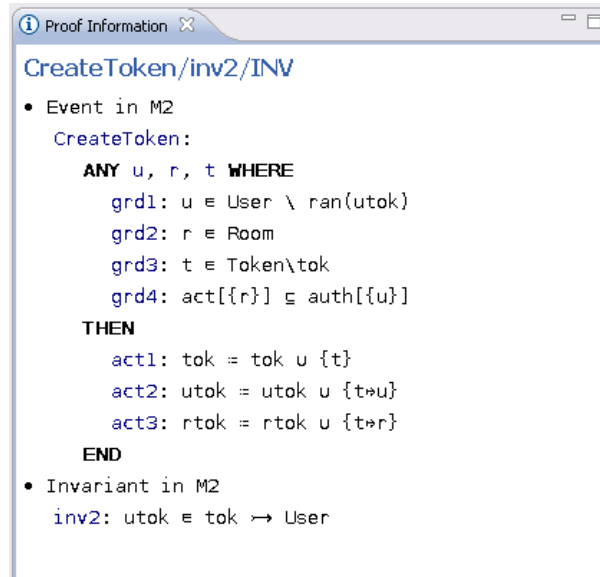 Proof Information
CreateToken/inv2/INV
• Event in M2
CreateToken:
ANY u, r, t WHERE
grd1: u ∈ User \ ran(utok)
grd2: r ∈ Room
grd3: t ∈ Token\tok
grd4: act[{r}] ⊆ auth[{u}]
THEN
act1: tok ≔ tok ∪ {t}
act2: utok ≔ utok ∪ {t↦u}
act3: rtok ≔ rtok ∪ {t↦r}
END
• Invariant in M2
inv2: utok ∈ tok ↣ User